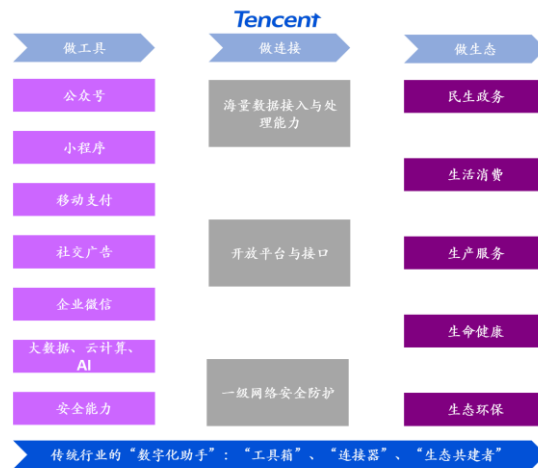 Tencent
做工具
做连接
做生态
公众号
小程序
移动支付
社交广告
企业微信
大数据、云计算、
AI
安全能力
海量数据接入与处
理能力
开放平台与接口
一级网络安全防护
民生政务
生活消费
生产服务
生命健康
生态环保
传统行业的“数字化助手”:“工具箱”、“连接器”、“生态共建者”